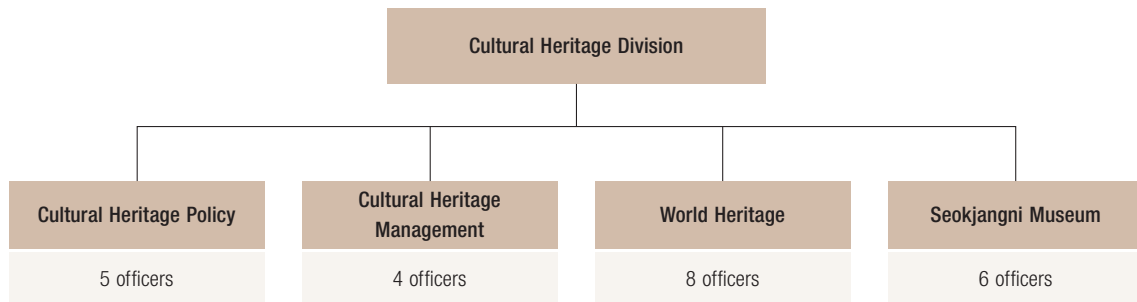 Cultural Heritage Division
Cultural Heritage Policy
5 officers
Cultural Heritage
Management
4 officers
World Heritage
8 officers
Seokjangni Museum
6 officers